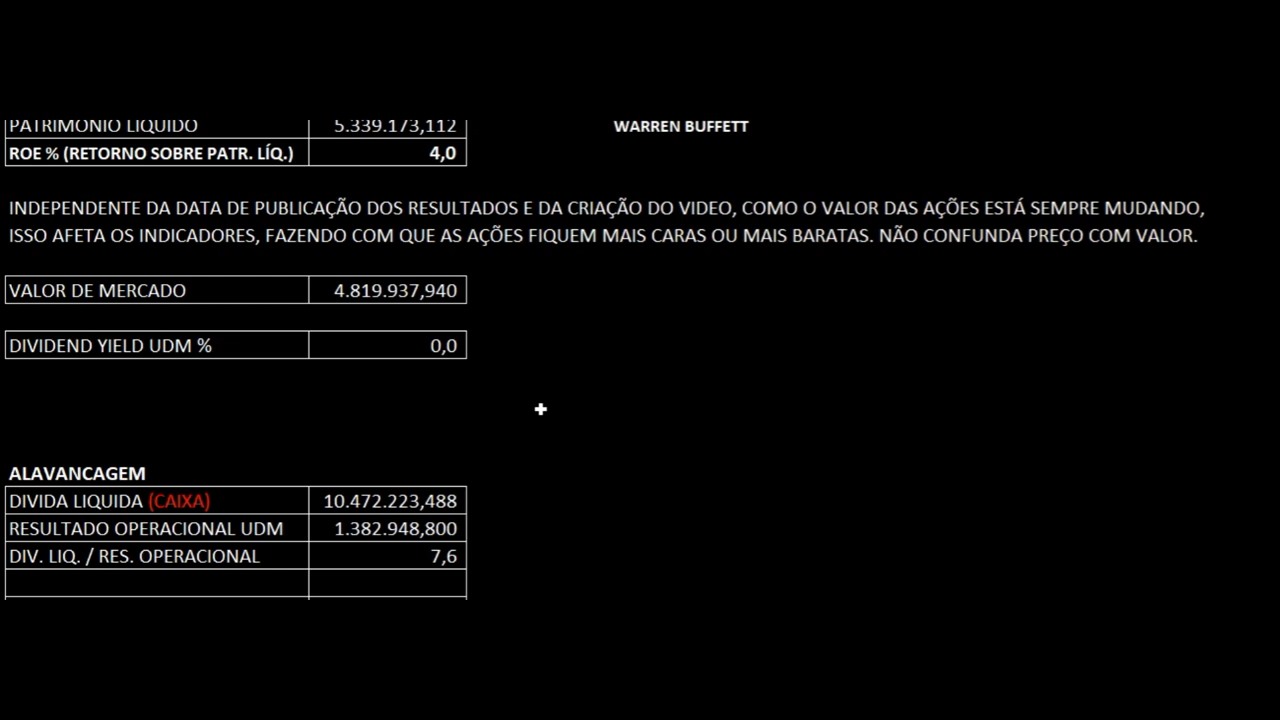 PATRIMONIO LIQUIDO 5.339.173,112 WARREN BUFFETT
ROE % (RETORNO SOBRE PATR. LÍQ.) 4,0
INDEPENDENTE DA DATA DE PUBLICAÇÃO DOS RESULTADOS E DA CRIAÇÃO DO VIDEO, COMO O VALOR DAS AÇÕES ESTÁ SEMPRE MUDANDO,
ISSO AFETA OS INDICADORES, FAZENDO COM QUE AS AÇÕES FIQUEM MAIS CARAS OU MAIS BARATAS. NÃO CONFUNDA PREÇO COM VALOR.
VALOR DE MERCADO 4.819.937,940
DIVIDEND YIELD UDM % 0,0
ALAVANCAGEM
DIVIDA LIQUIDA (CAIXA) 10.472.223,488
RESULTADO OPERACIONAL UDM 1.382.948,800
DIV. LIQ. / RES. OPERACIONAL 7,6